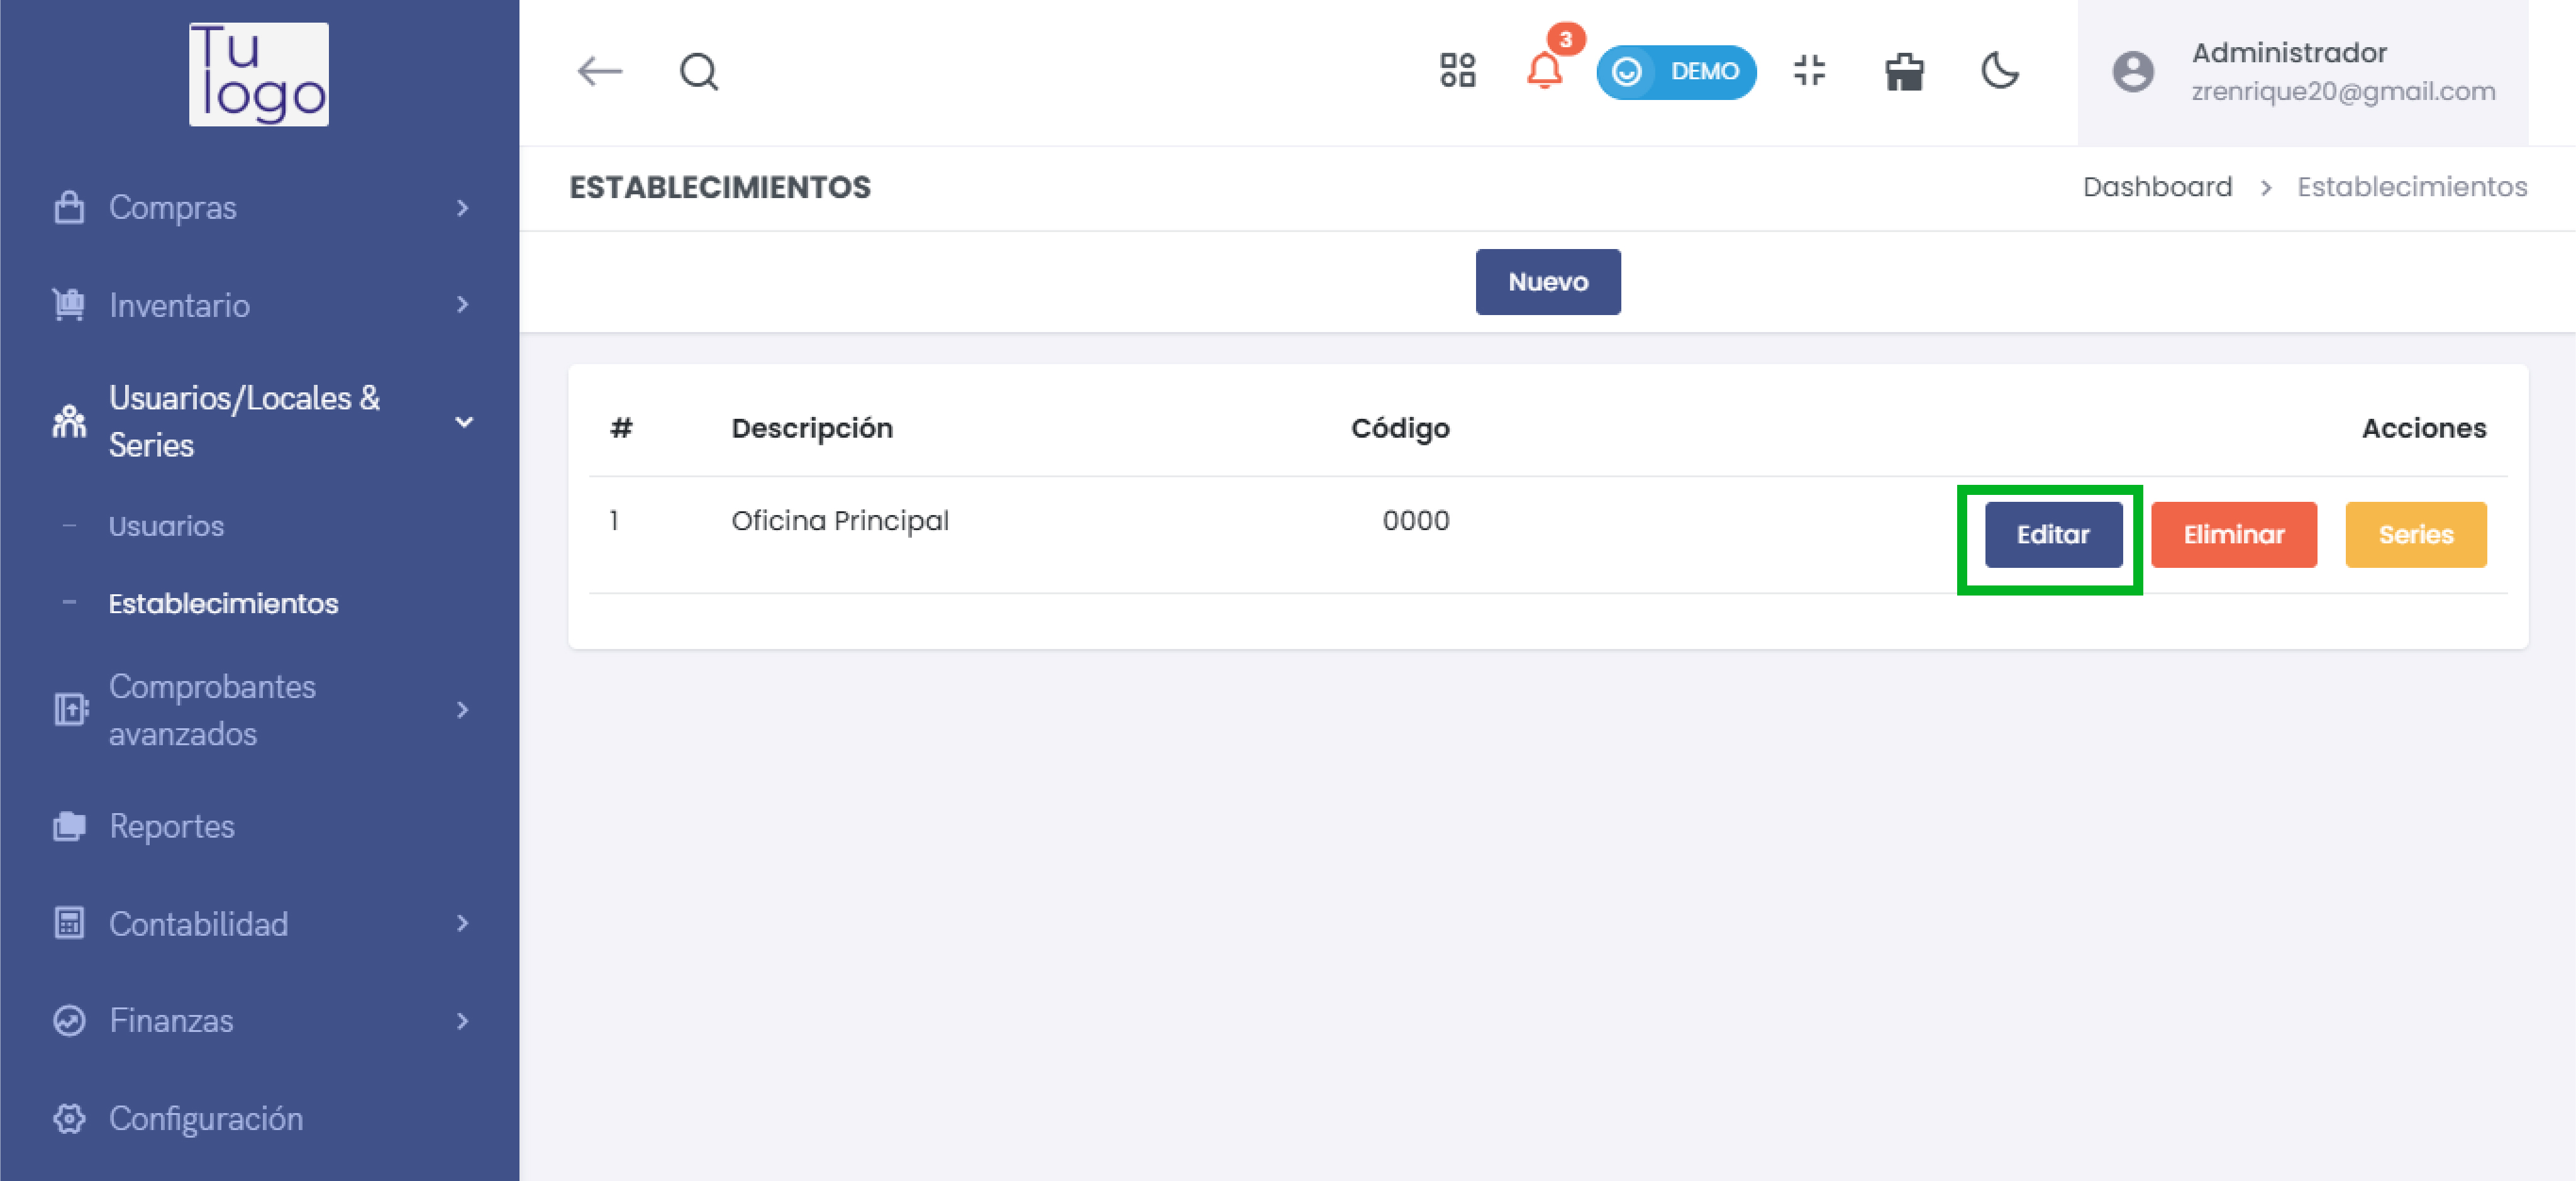 Tu
logo
Compras
Inventario
Usuarios/Locales &
Series
Usuarios
Establecimientos
Comprobantes
avanzados
Reportes
Contabilidad
Finanzas
Configuración
3
DEMO
Administrador
zrenrique20@gmail.com
ESTABLECIMIENTOS
Dashboard > Establecimientos
Nuevo
# Descripción Código Acciones
1 Oficina Principal 0000 Editar Eliminar Series